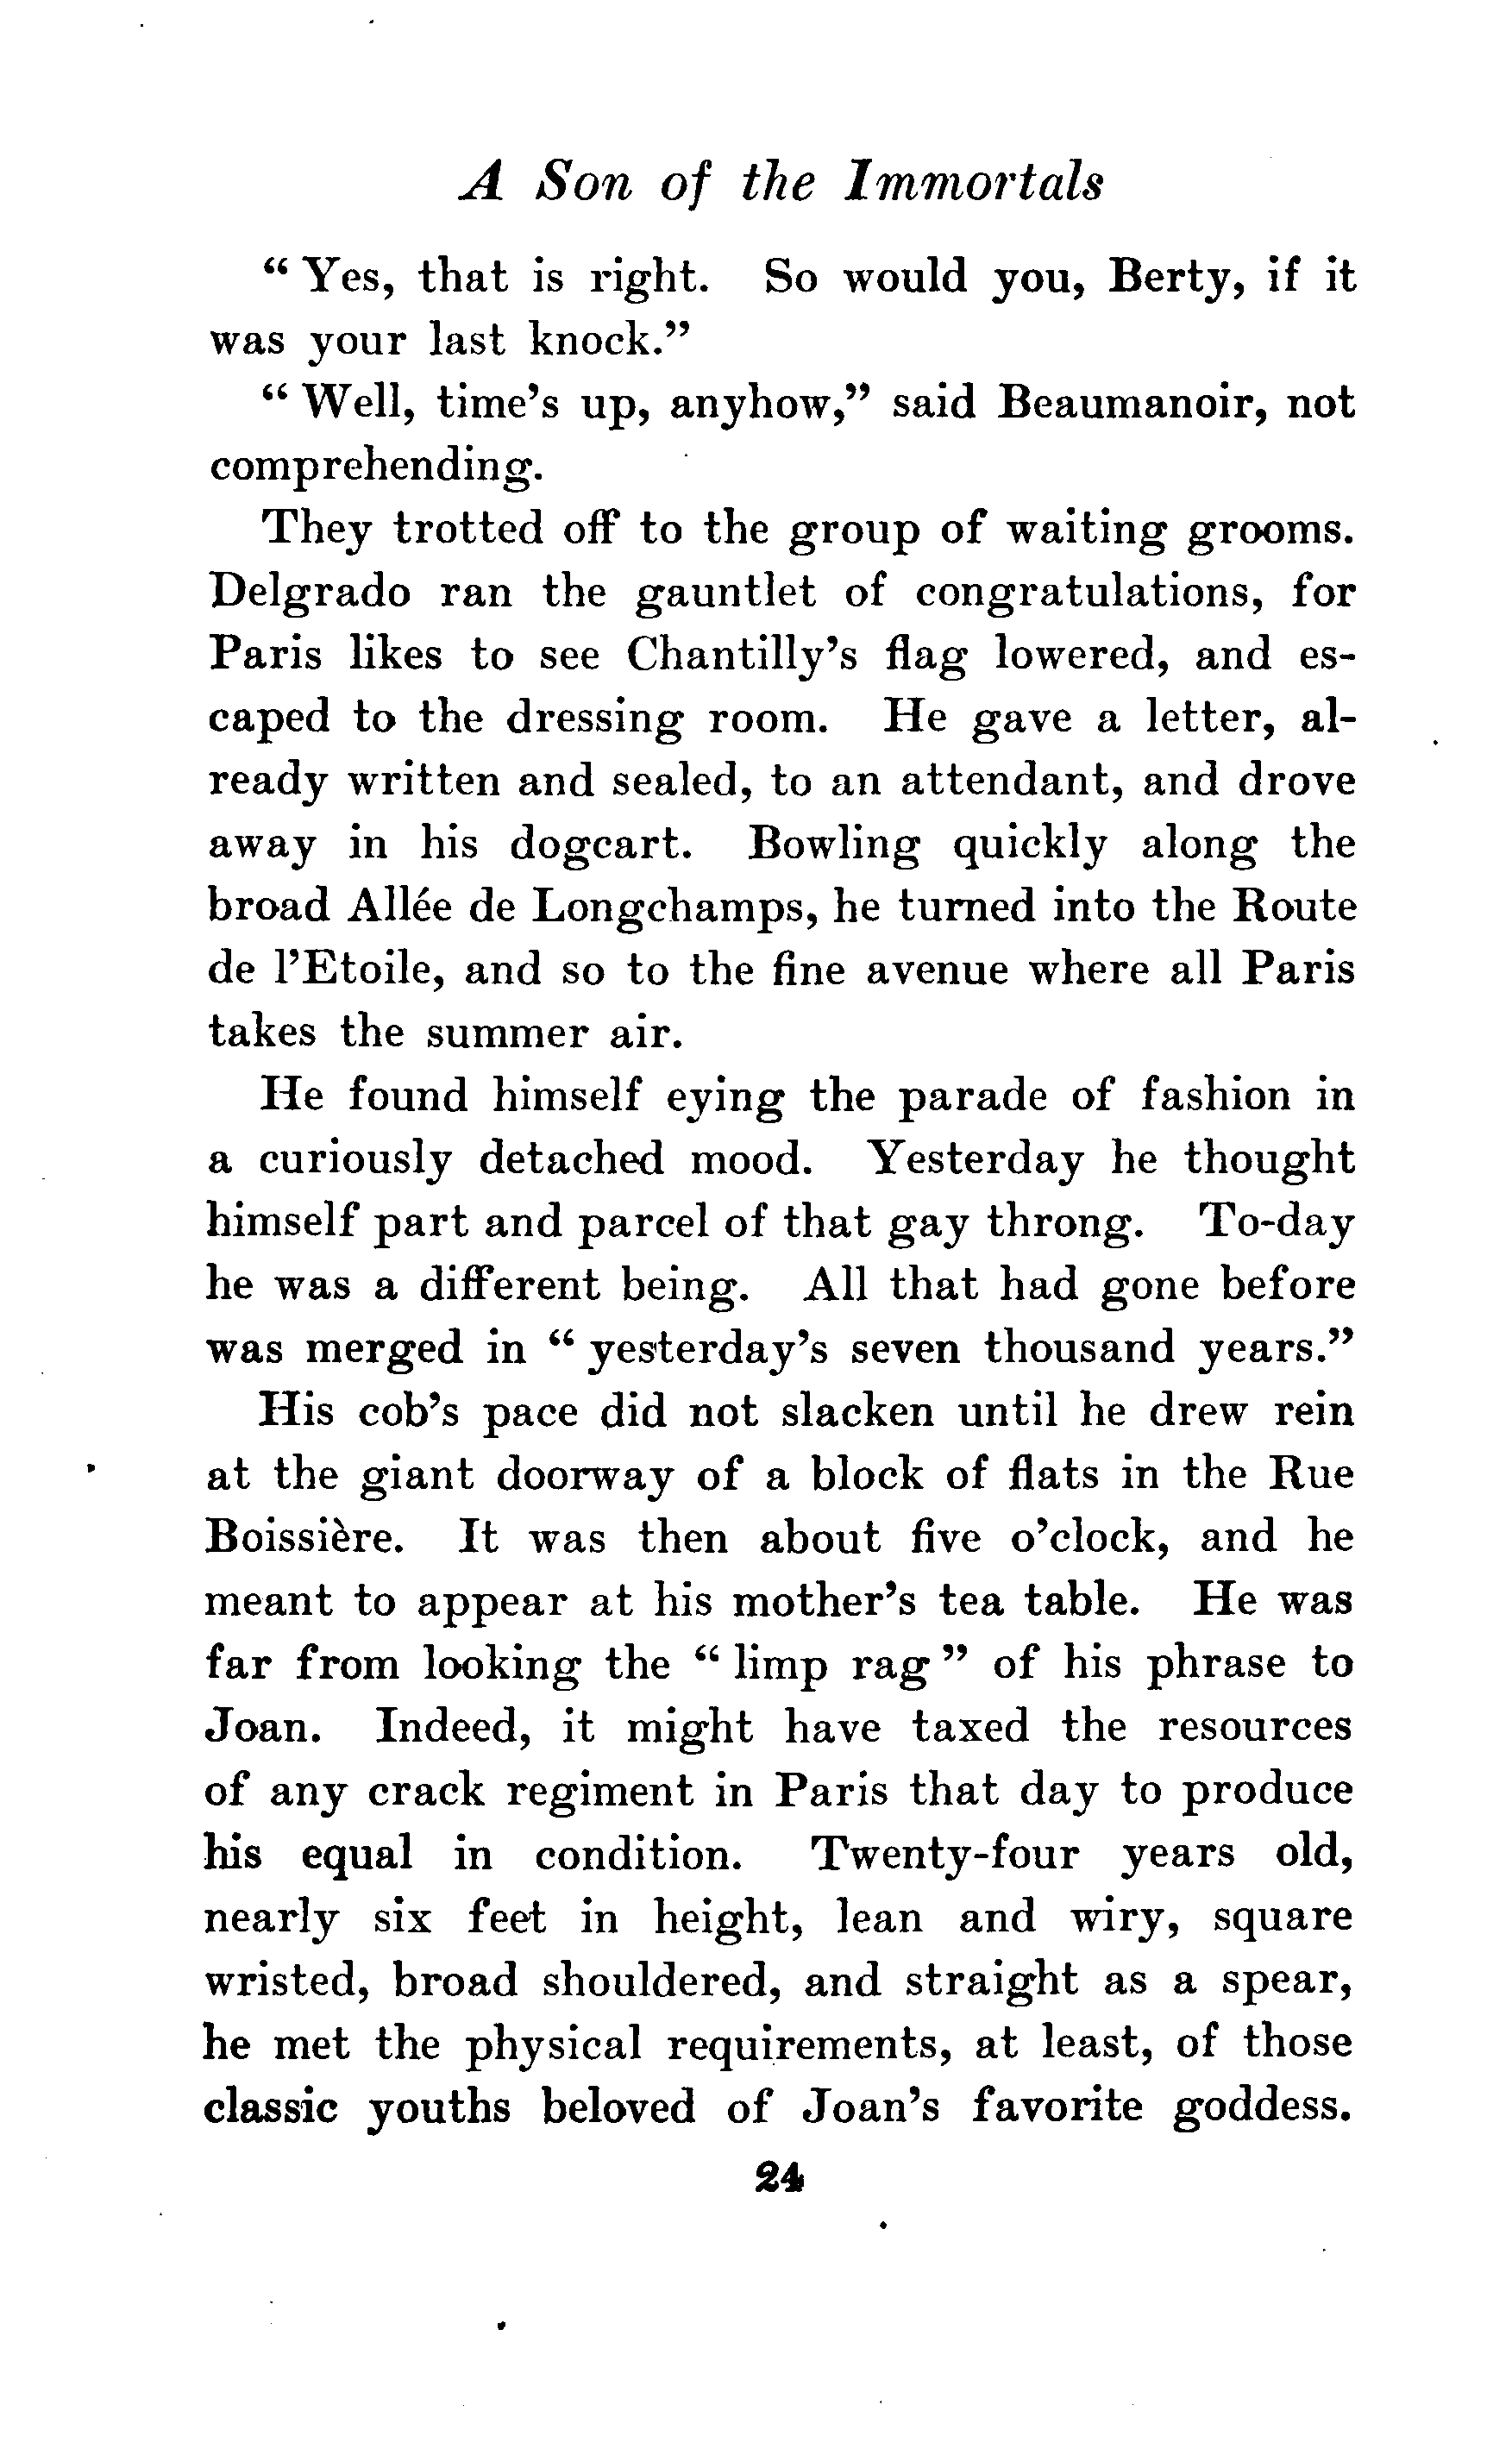 A Son of the Immortals
“ Yes, that is right. So would you, Berty, if it
was your last knock.”
“ Well, time’s up, anyhow,” said Beaumanoir, not
comprehending.
They trotted off to the group of waiting grooms.
Delgrado ran the gauntlet of congratulations, for
Paris likes to see Chantilly’s flag lowered, and es-
caped to the dressing room. He gave a letter, al-
ready written and sealed, to an attendant, and drove
away in his dogcart. Bowling quickly along the
broad Allée de Longchamps, he turned into the Route
de l’Etoile, and so to the fine avenue where all Paris
takes the summer air.
He found himself eying the parade of fashion in
a curiously detached mood. Yesterday he thought
himself part and parcel of that gay throng. To-day
he was a different being. All that had gone before
was merged in “ yesterday’s seven thousand years.”
His cob’s pace did not slacken until he drew rein
at the giant doorway of a block of flats in the Rue
Boissière. It was then about five o’clock, and he
meant to appear at his mother’s tea table. He was
far from looking the “ limp rag ” of his phrase to
Joan. Indeed, it might have taxed the resources
of any crack regiment in Paris that day to produce
his equal in condition. Twenty-four years old,
nearly six feet in height, lean and wiry, square
wristed, broad shouldered, and straight as a spear,
he met the physical requirements, at least, of those
classic youths beloved of Joan’s favorite goddess.
24